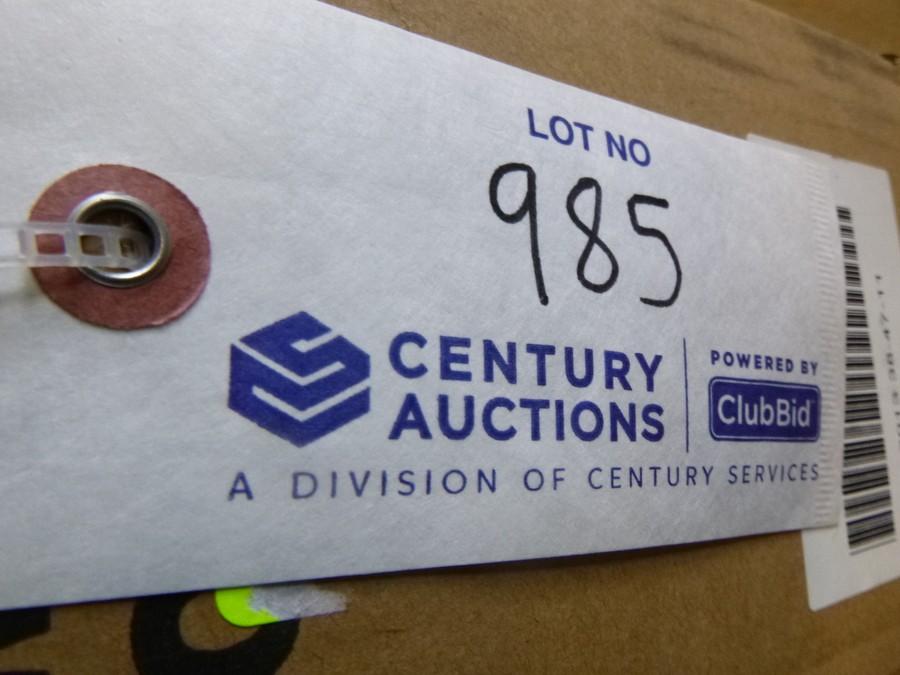 LOT NO
985
CENTURY
AUCTIONS
POWERED BY
ClubBid
A DIVISION OF CENTURY SERVICES